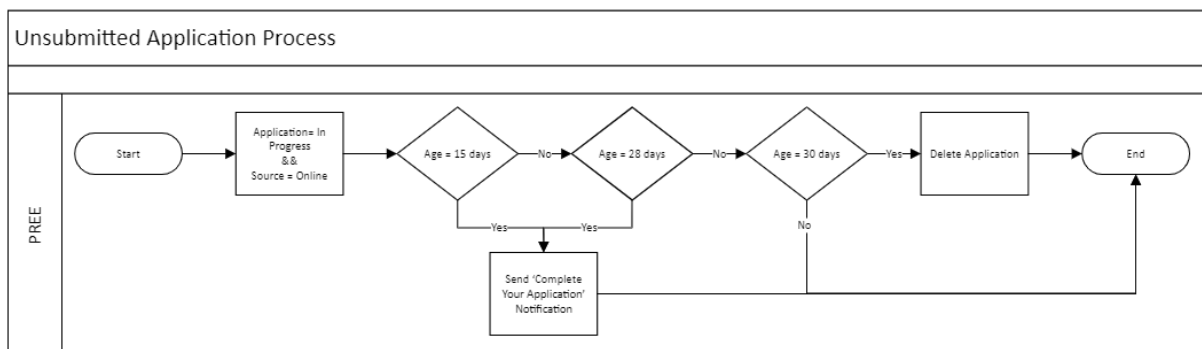 Unsubmitted Application Process
PREE
Start
Application= In
Progress
&&
Source = Online
Age = 15 days
No
Age = 28 days
No
Age = 30 days
Yes
Delete Application
End
Yes
Yes
No
Send ‘Complete
Your Application’
Notification